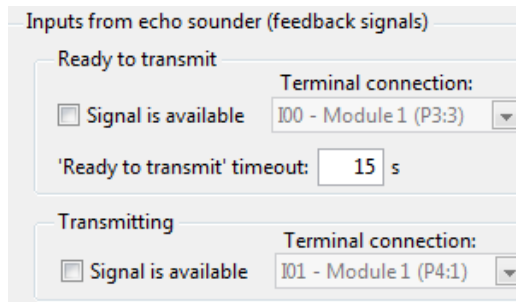 Inputs from echo sounder (feedback signals)
Ready to transmit
Terminal connection:
Signal is available I00 - Module 1 (P3:3)
'Ready to transmit' timeout: 15 s
Transmitting
Terminal connection:
Signal is available I01 - Module 1 (P4:1)